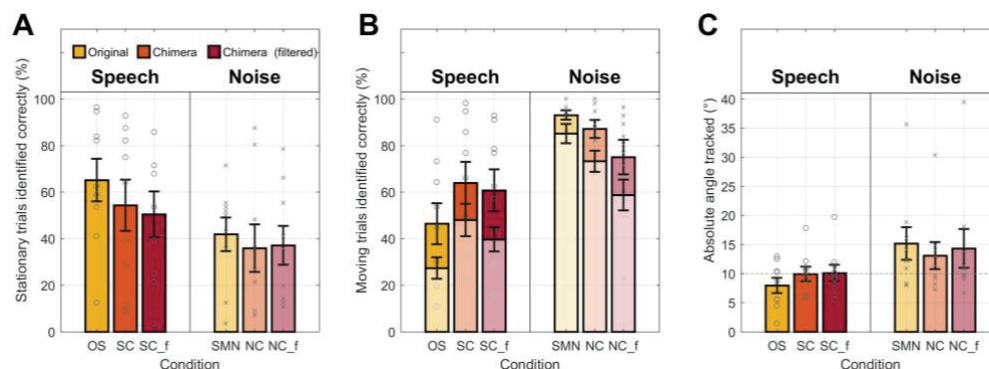 A
Original Chimera Chimera (filtered)
Speech Noise
Stationary trials identified correctly (%)
100
80
60
40
20
0
OS SC SC_f SMN NC NC_f
Condition
B
Speech Noise
Moving trials identified correctly (%)
100
80
60
40
20
0
OS SC SC_f SMN NC NC_f
Condition
C
Speech Noise
Absolute angle tracked (°)
40
35
30
25
20
15
10
5
0
OS SC SC_f SMN NC NC_f
Condition